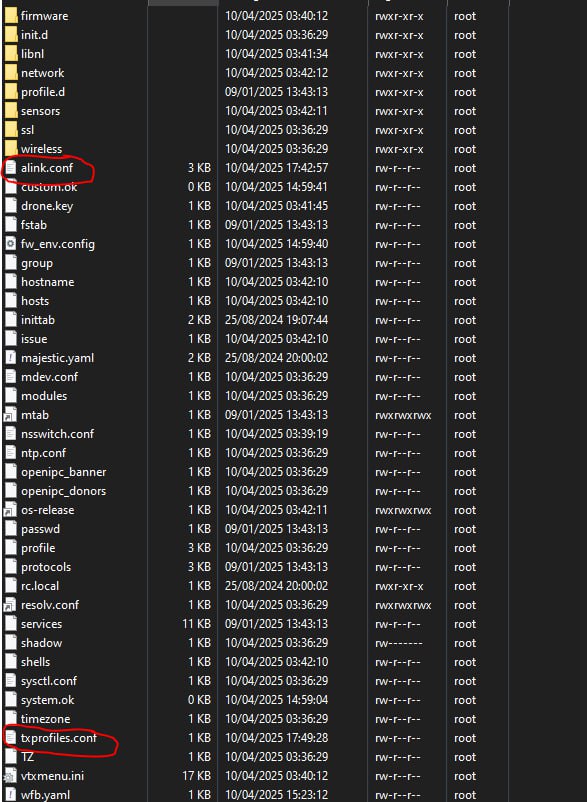 firmware 10/04/2025 03:40:12 rwxr-xr-x root
init.d 10/04/2025 03:36:29 rwxr-xr-x root
libnl 10/04/2025 03:41:34 rwxr-xr-x root
network 10/04/2025 03:42:12 rwxr-xr-x root
profile.d 09/01/2025 13:43:13 rwxr-xr-x root
sensors 10/04/2025 03:42:11 rwxr-xr-x root
ssl 10/04/2025 03:36:29 rwxr-xr-x root
wireless 10/04/2025 03:36:29 rwxr-xr-x root
alink.conf 3 KB 10/04/2025 17:42:57 rw-r--r-- root
custom.ok 0 KB 10/04/2025 14:59:41 rw-r--r-- root
drone.key 1 KB 10/04/2025 03:41:45 rw-r--r-- root
fstab 1 KB 09/01/2025 13:43:13 rw-r--r-- root
fw_env.config 1 KB 10/04/2025 14:59:40 rw-r--r-- root
group 1 KB 09/01/2025 13:43:13 rw-r--r-- root
hostname 1 KB 10/04/2025 03:42:10 rw-r--r-- root
hosts 1 KB 10/04/2025 03:42:10 rw-r--r-- root
inittab 2 KB 25/08/2024 19:07:44 rw-r--r-- root
issue 1 KB 10/04/2025 03:42:10 rw-r--r-- root
majestic.yaml 2 KB 25/08/2024 20:00:02 rw-r--r-- root
mdev.conf 1 KB 10/04/2025 03:36:29 rw-r--r-- root
modules 1 KB 10/04/2025 03:36:29 rw-r--r-- root
mtab 1 KB 09/01/2025 13:43:13 rwxrwxrwx root
nsswitch.conf 1 KB 10/04/2025 03:39:19 rw-r--r-- root
ntp.conf 1 KB 10/04/2025 03:36:29 rw-r--r-- root
openipc_banner 1 KB 10/04/2025 03:36:29 rw-r--r-- root
openipc_donors 1 KB 10/04/2025 03:36:29 rw-r--r-- root
os-release 1 KB 10/04/2025 03:42:11 rwxrwxrwx root
passwd 1 KB 09/01/2025 13:43:13 rw-r--r-- root
profile 3 KB 10/04/2025 03:36:29 rw-r--r-- root
protocols 3 KB 09/01/2025 13:43:13 rw-r--r-- root
rc.local 1 KB 25/08/2024 20:00:02 rwxr-xr-x root
resolv.conf 1 KB 10/04/2025 03:36:29 rwxrwxrwx root
services 11 KB 09/01/2025 13:43:13 rw-r--r-- root
shadow 1 KB 10/04/2025 03:36:29 rw------- root
shells 1 KB 10/04/2025 03:42:10 rw-r--r-- root
sysctl.conf 1 KB 10/04/2025 03:36:29 rw-r--r-- root
system.ok 0 KB 10/04/2025 14:59:04 rw-r--r-- root
timezone 1 KB 10/04/2025 03:36:29 rw-r--r-- root
txprofiles.conf 1 KB 10/04/2025 17:49:28 rw-r--r-- root
TZ 1 KB 10/04/2025 03:36:29 rw-r--r-- root
vtxmenu.ini 17 KB 10/04/2025 03:40:12 rw-r--r-- root
wfb.yaml 1 KB 10/04/2025 15:23:12 rw-r--r-- root